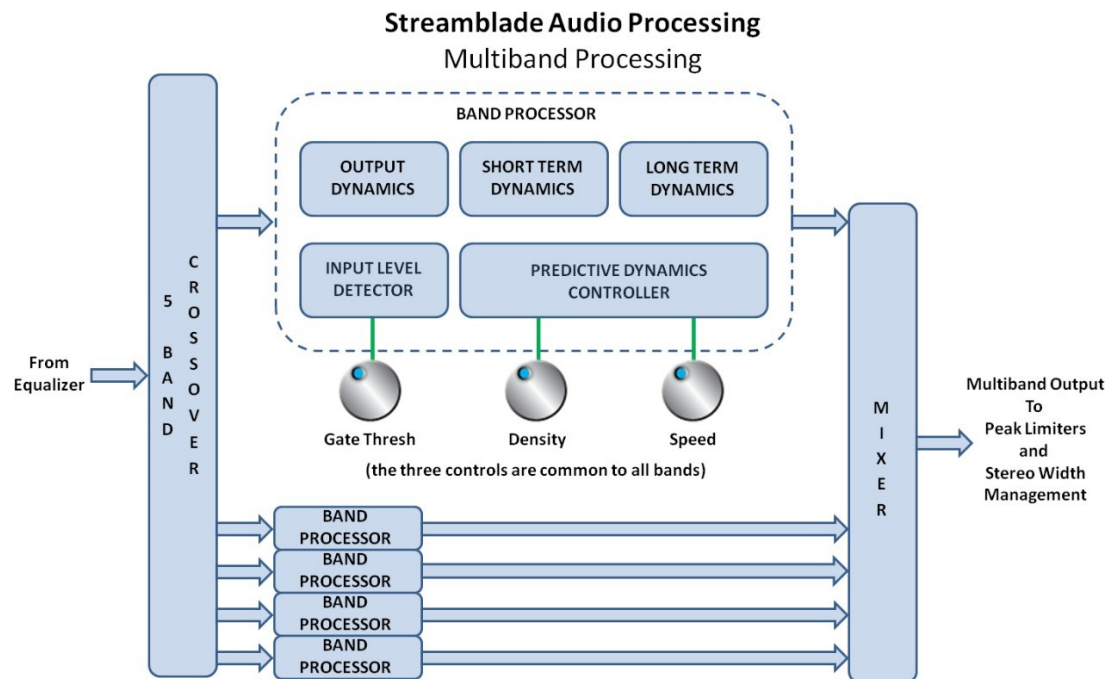 Streamblade Audio Processing
Multiband Processing
BAND PROCESSOR
OUTPUT
DYNAMICS
SHORT TERM
DYNAMICS
LONG TERM
DYNAMICS
INPUT LEVEL
DETECTOR
PREDICTIVE DYNAMICS
CONTROLLER
5 BAND
CROSSOVER
From
Equalizer
Gate Thresh
Density
Speed
(the three controls are common to all bands)
MIXER
Multiband Output
To
Peak Limiters
and
Stereo Width
Management
BAND
PROCESSOR
BAND
PROCESSOR
BAND
PROCESSOR
BAND
PROCESSOR